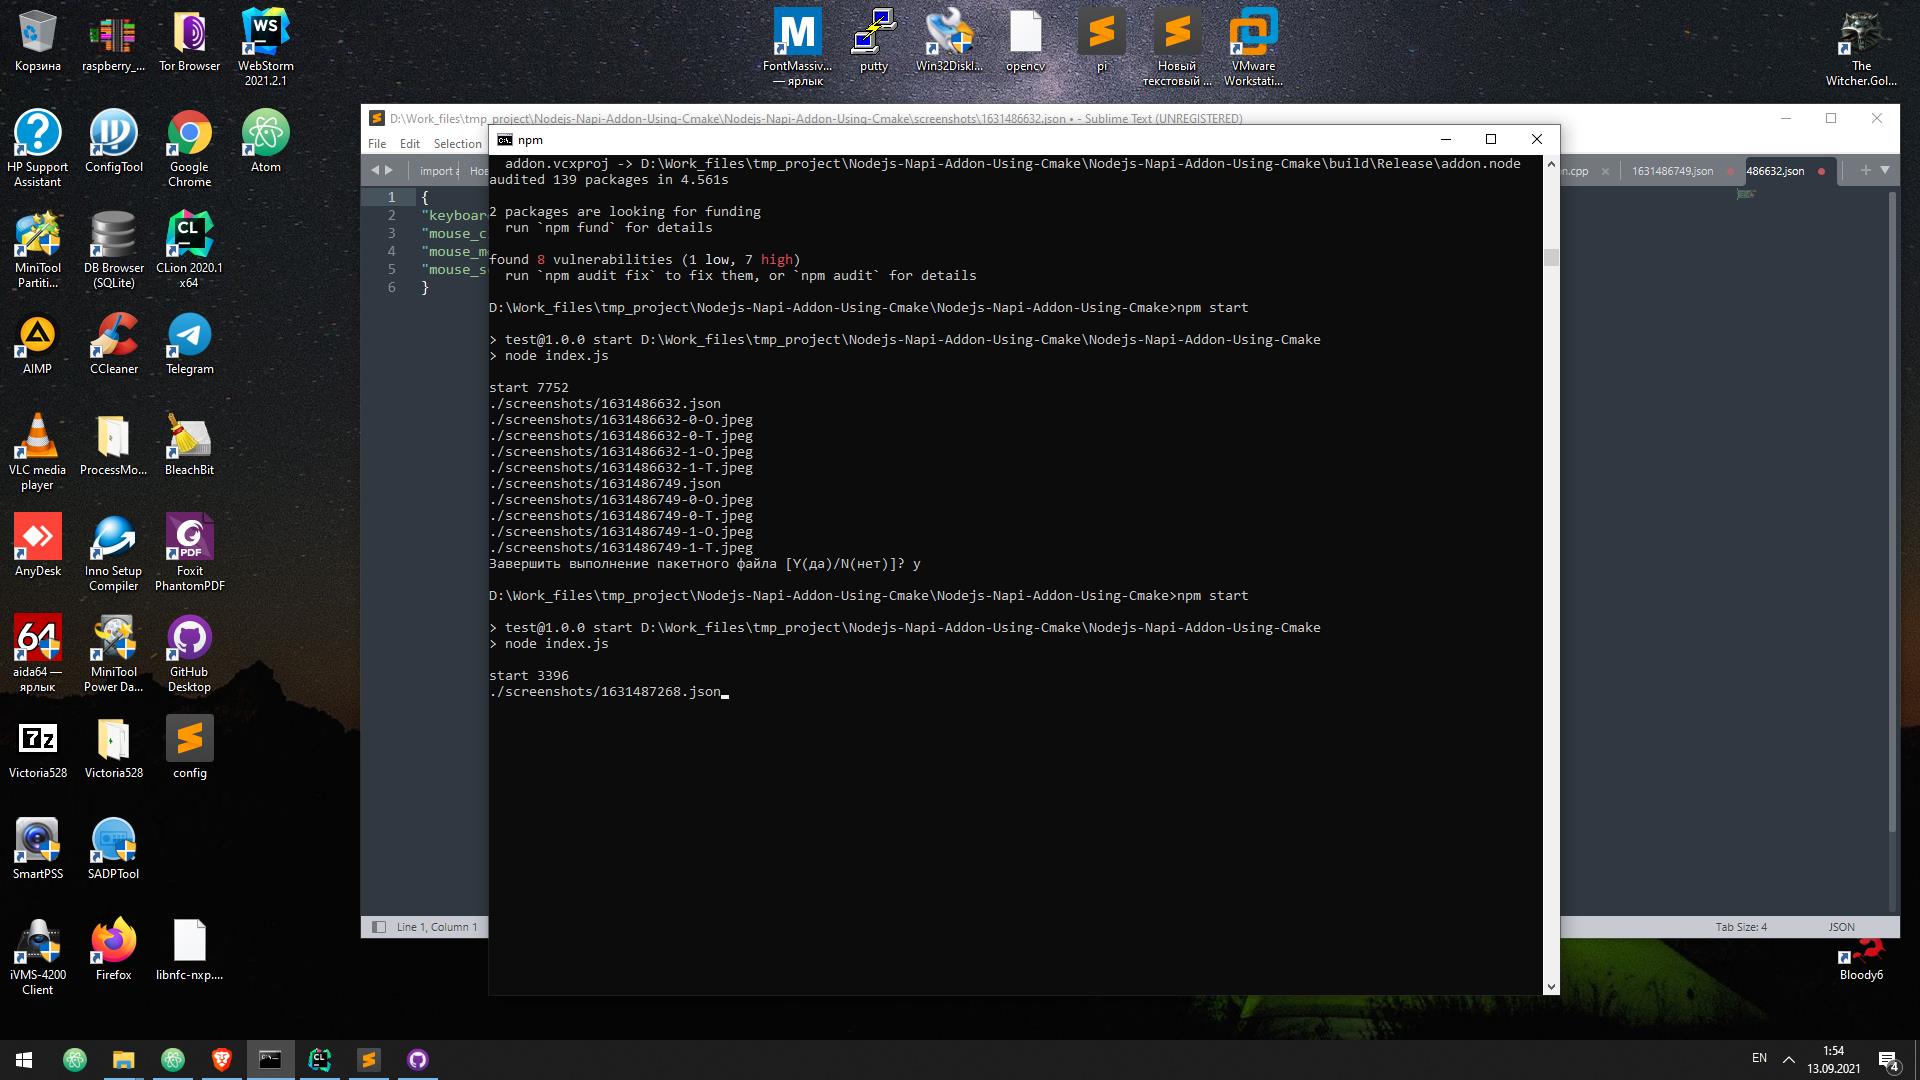 Корзина
raspberry_...
Tor Browser
WebStorm
2021.2.1
FontMassiv...
— ярлык
putty
Win32DiskI...
opencv
pi
Новый
текстовый ...
VMware
Workstati...
The
Witcher.Gol...
HP Support
Assistant
ConfigTool
Google
Chrome
Atom
MiniTool
Partiti...
DB Browser
(SQLite)
CLion 2020.1
x64
AIMP
CCleaner
Telegram
VLC media
player
ProcessMo...
BleachBit
AnyDesk
Inno Setup
Compiler
Foxit
PhantomPDF
aida64 —
ярлык
MiniTool
Power Da...
GitHub
Desktop
Victoria528
Victoria528
config
SmartPSS
SADPTool
iVMS-4200
Client
Firefox
libnfc-nxp....
Bloody6
D:\Work_files\tmp_project\Nodejs-Napi-Addon-Using-Cmake\Nodejs-Napi-Addon-Using-Cmake\screenshots\1631486632.json • - Sublime Text (UNREGISTERED)
File Edit Selection
import
n.cpp
1631486749.json
486632.json
1 {
2 "keyboar
3 "mouse_c
4 "mouse_m
5 "mouse_s
6 }
Line 1, Column 1
Tab Size: 4
JSON
npm
addon.vcxproj -> D:\Work_files\tmp_project\Nodejs-Napi-Addon-Using-Cmake\Nodejs-Napi-Addon-Using-Cmake\build\Release\addon.node
audited 139 packages in 4.561s
2 packages are looking for funding
run `npm fund` for details
found 8 vulnerabilities (1 low, 7 high)
run `npm audit fix` to fix them, or `npm audit` for details
D:\Work_files\tmp_project\Nodejs-Napi-Addon-Using-Cmake\Nodejs-Napi-Addon-Using-Cmake>npm start
> test@1.0.0 start D:\Work_files\tmp_project\Nodejs-Napi-Addon-Using-Cmake\Nodejs-Napi-Addon-Using-Cmake
> node index.js
start 7752
./screenshots/1631486632.json
./screenshots/1631486632-0-O.jpeg
./screenshots/1631486632-0-T.jpeg
./screenshots/1631486632-1-O.jpeg
./screenshots/1631486632-1-T.jpeg
./screenshots/1631486749.json
./screenshots/1631486749-0-O.jpeg
./screenshots/1631486749-0-T.jpeg
./screenshots/1631486749-1-O.jpeg
./screenshots/1631486749-1-T.jpeg
Завершить выполнение пакетного файла [Y(да)/N(нет)]? y
D:\Work_files\tmp_project\Nodejs-Napi-Addon-Using-Cmake\Nodejs-Napi-Addon-Using-Cmake>npm start
> test@1.0.0 start D:\Work_files\tmp_project\Nodejs-Napi-Addon-Using-Cmake\Nodejs-Napi-Addon-Using-Cmake
> node index.js
start 3396
./screenshots/1631487268.json
EN
1:54
13.09.2021
4